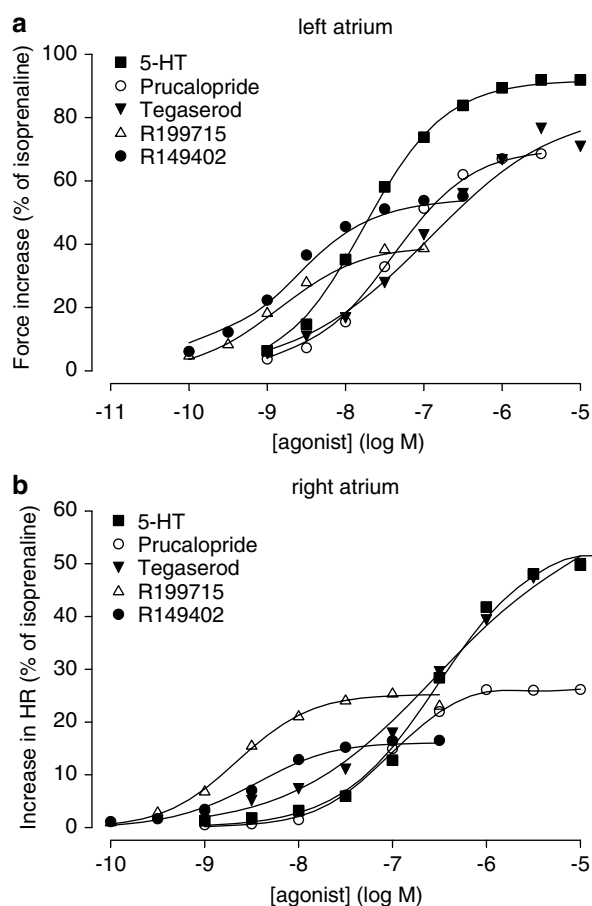 a
left atrium
100
80
60
40
20
0
Force increase (% of isoprenaline)
5-HT
Prucalopride
Tegaserod
R199715
R149402
-11 -10 -9 -8 -7 -6 -5
[agonist] (log M)
b
right atrium
60
50
40
30
20
10
0
Increase in HR (% of isoprenaline)
5-HT
Prucalopride
Tegaserod
R199715
R149402
-10 -9 -8 -7 -6 -5
[agonist] (log M)